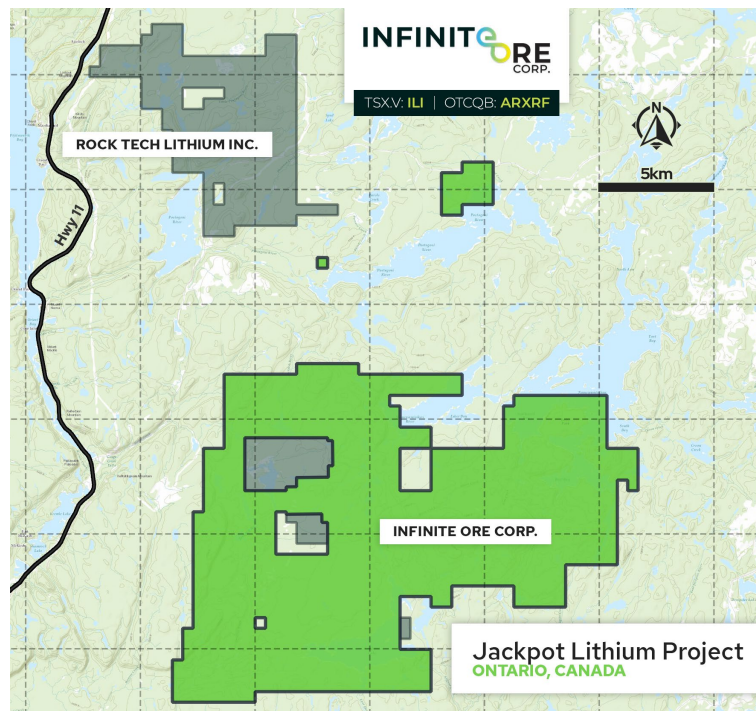 INFINITE ORE
CORP.
TSX.V: ILI | OTCQB: ARXRF
N
5km
ROCK TECH LITHIUM INC.
Hwy 11
INFINITE ORE CORP.
Jackpot Lithium Project
ONTARIO, CANADA